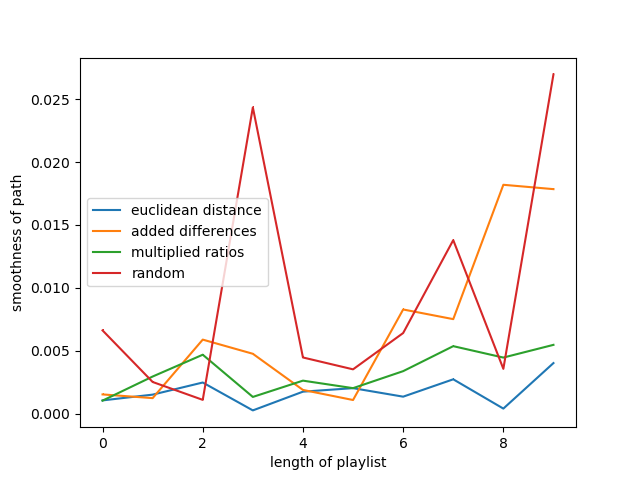 0.025
0.020
0.015
0.010
0.005
0.000
smoothness of path
euclidean distance
added differences
multiplied ratios
random
0 2 4 6 8
length of playlist